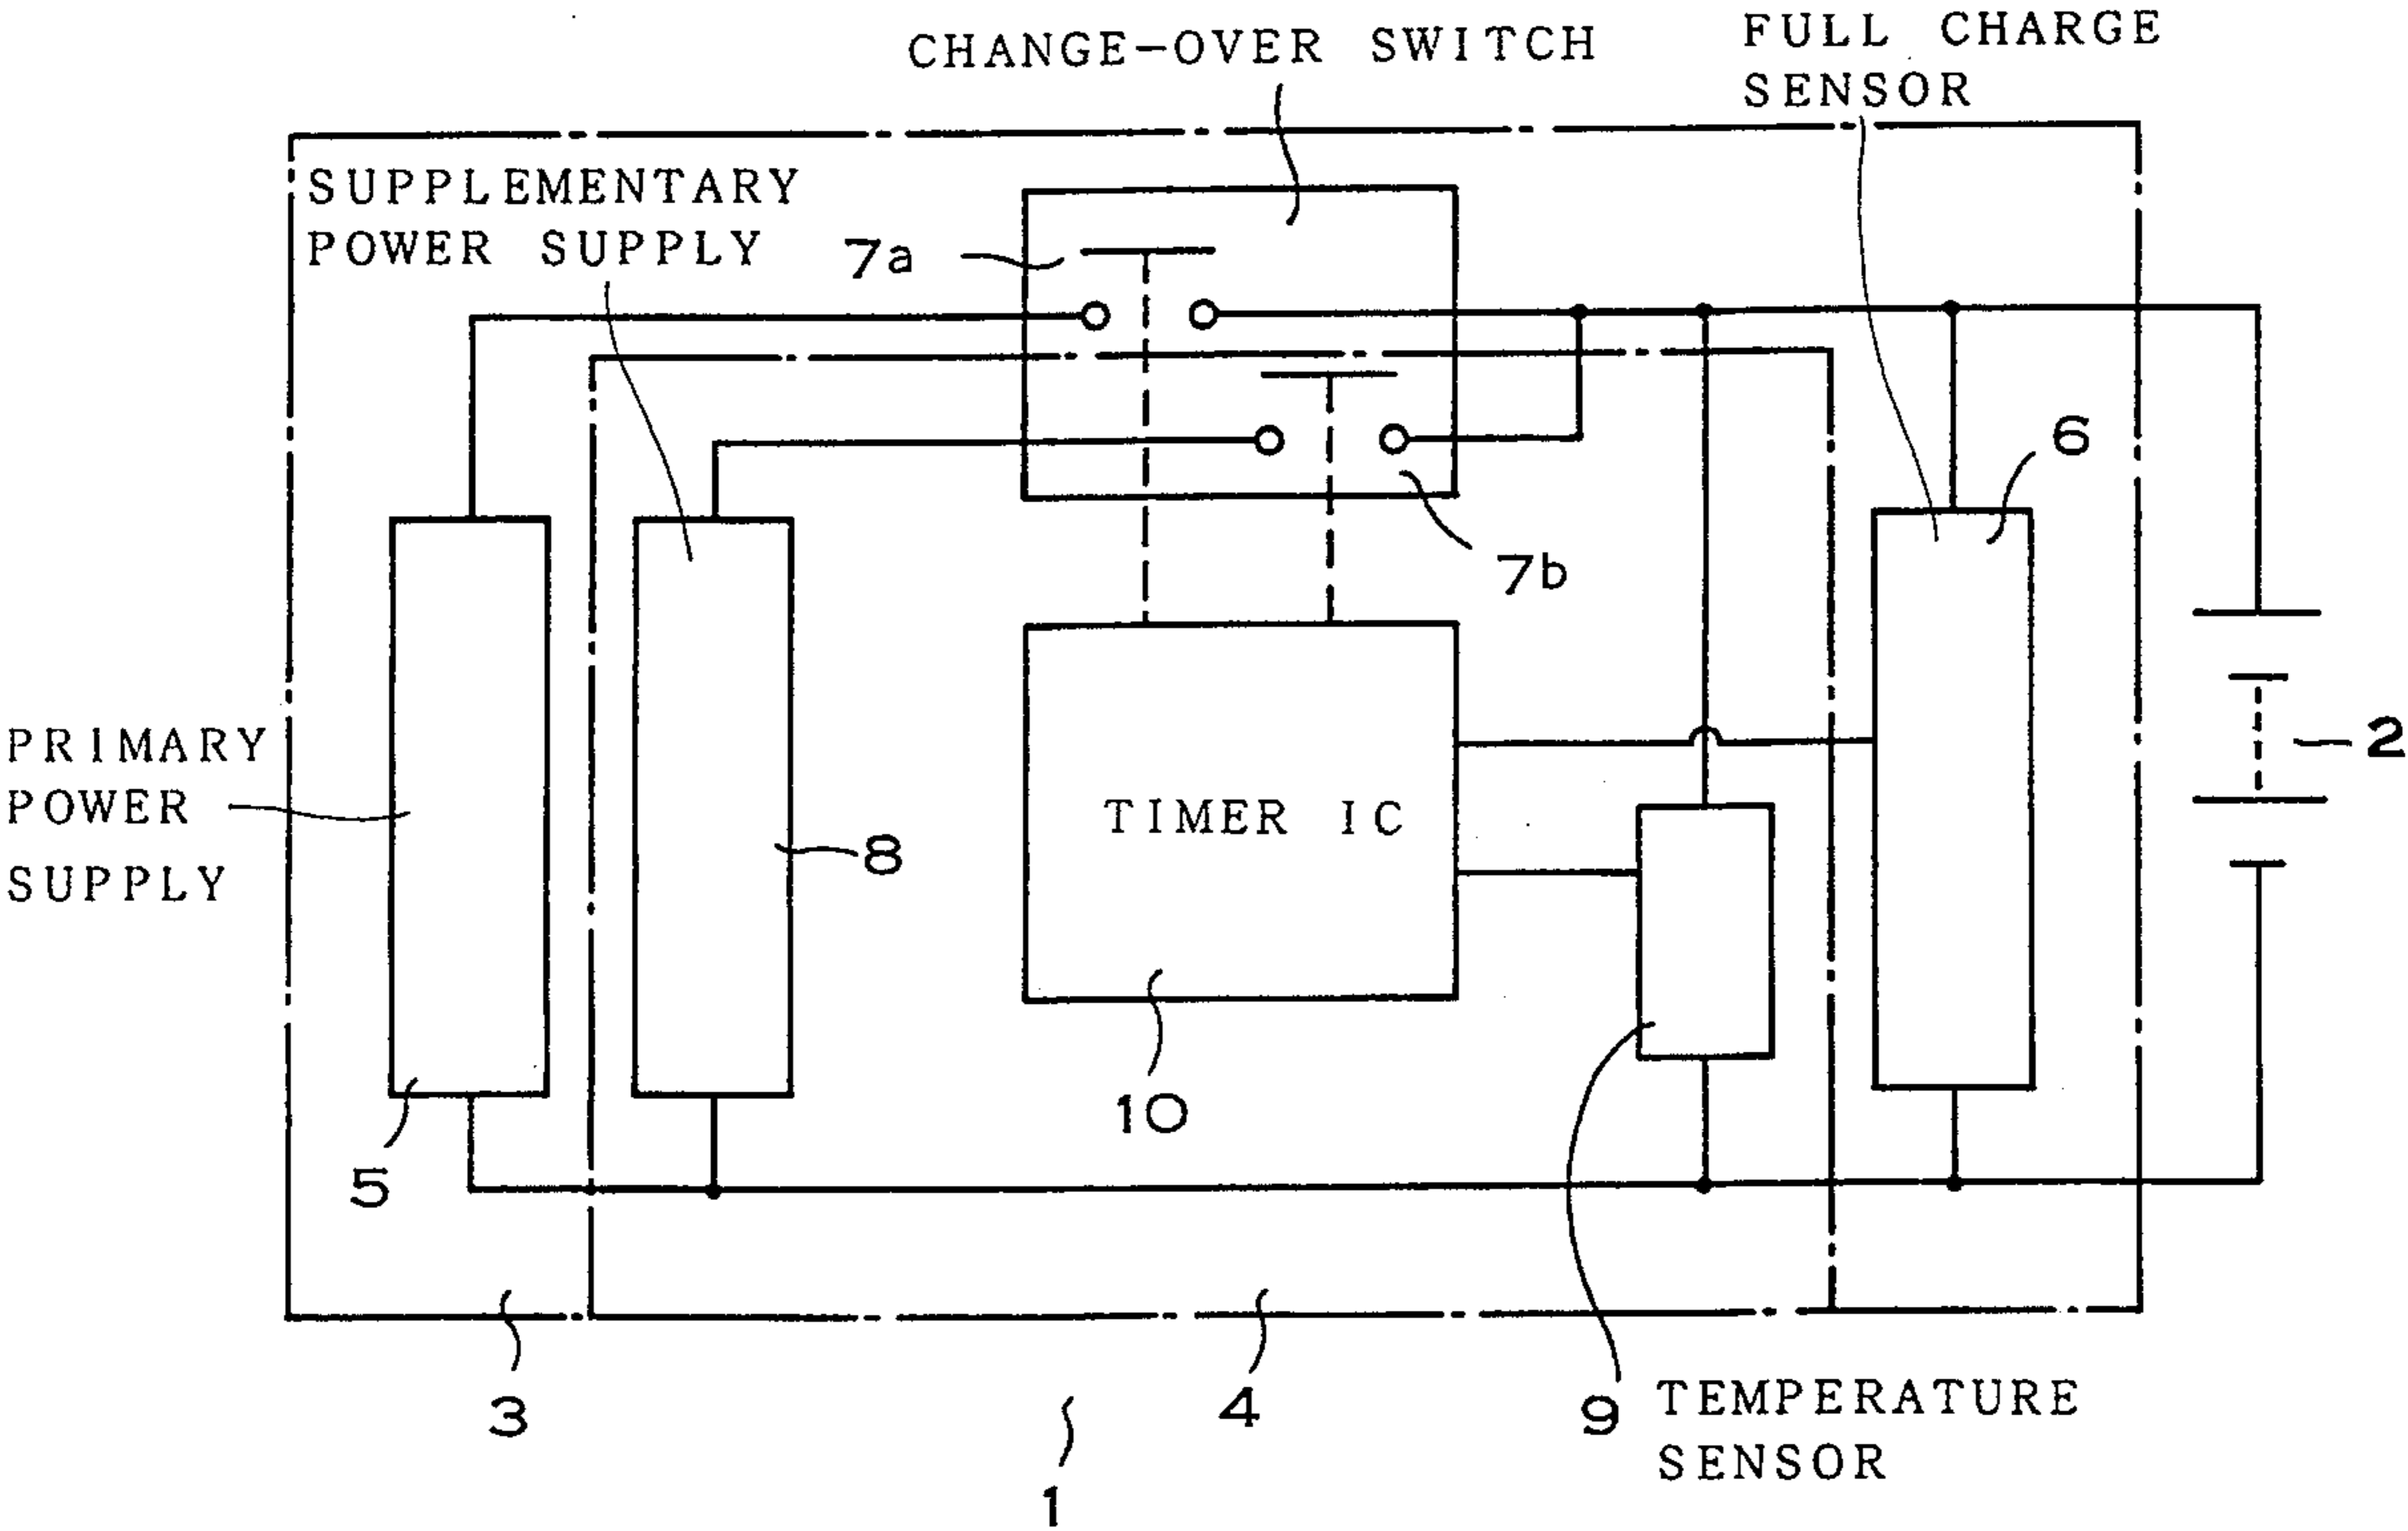 FULL CHARGE
SENSOR
CHANGE-OVER SWITCH
SUPPLEMENTARY
POWER SUPPLY
7a
6
7b
PRIMARY
POWER
SUPPLY
2
TIMER IC
8
10
5
3
4
9
TEMPERATURE
SENSOR
1